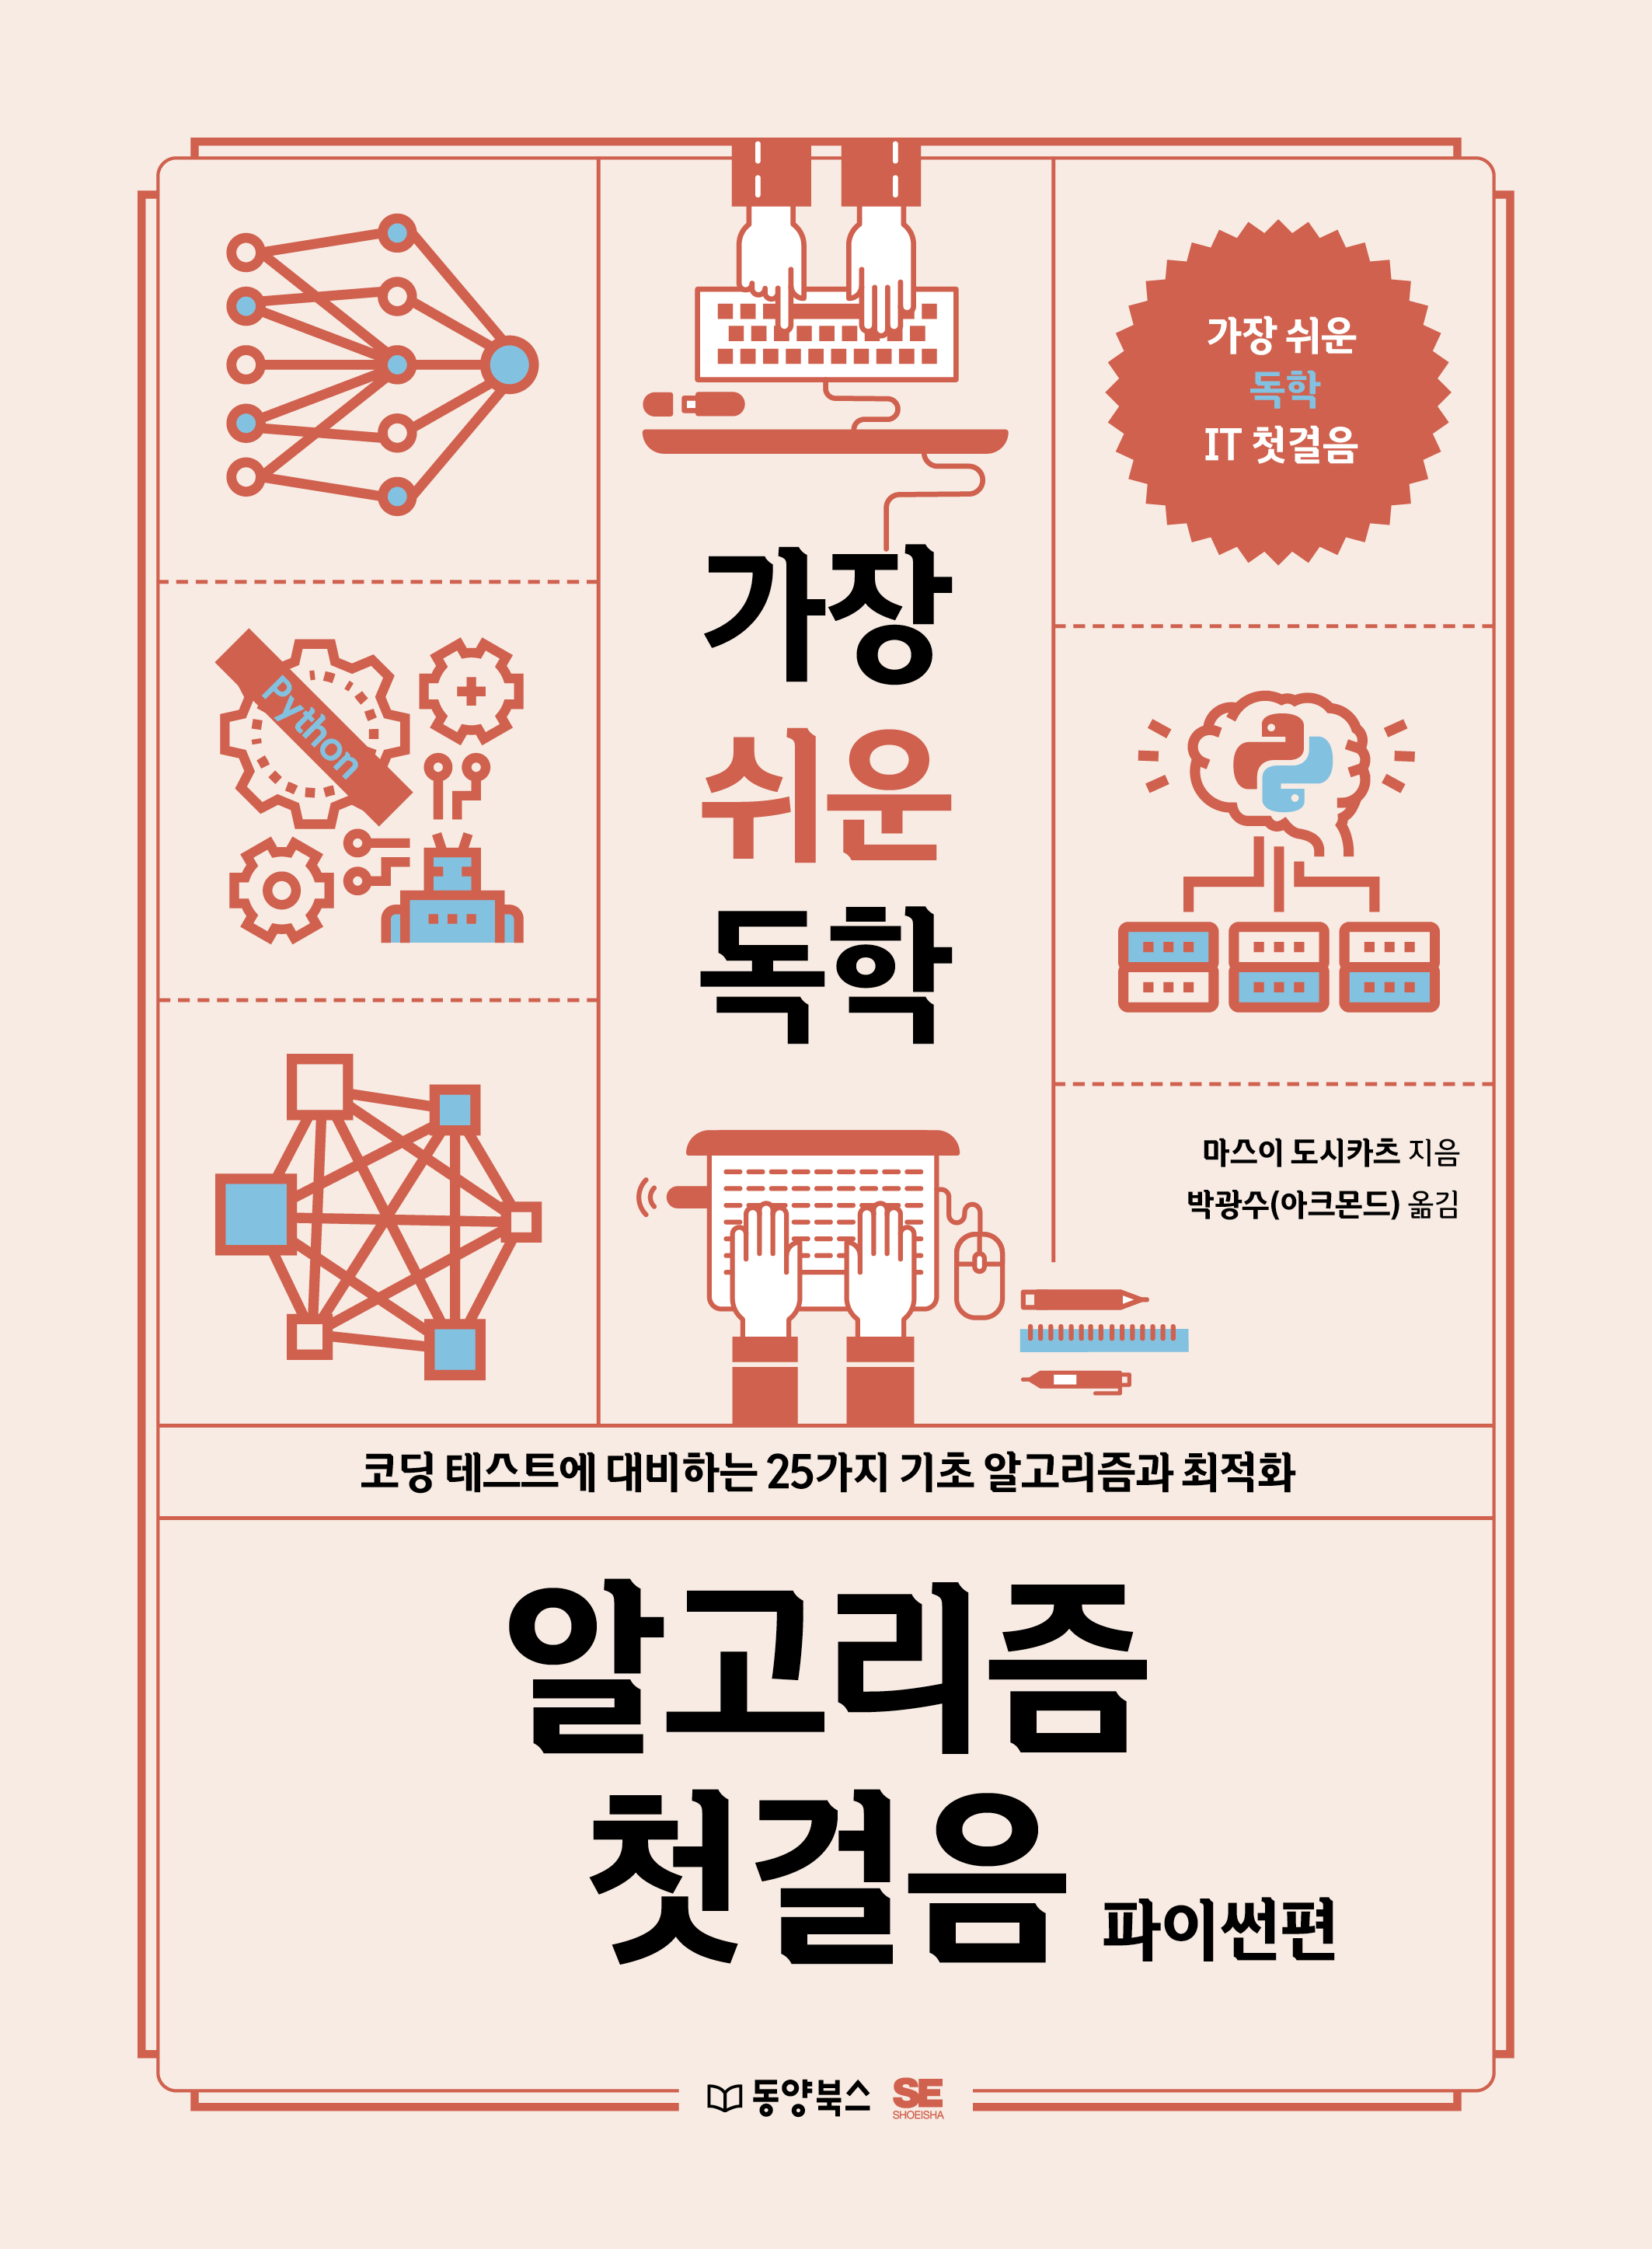 가장 쉬운
독학
IT 첫걸음
가장
쉬운
독학
Python
마스이 도시카츠 지음
박광수(아크몬드) 옮김
코딩 테스트에 대비하는 25가지 기초 알고리즘과 최적화
알고리즘
첫걸음 파이썬편
동양북스 SE
SHOEISHA